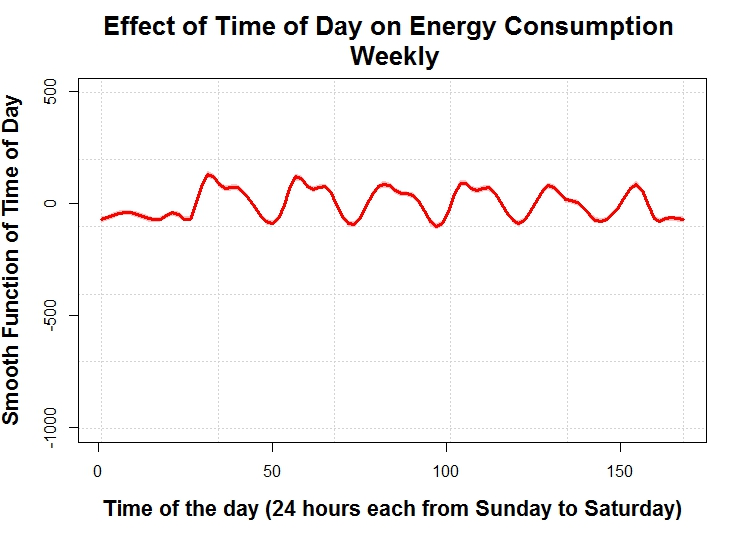 Effect of Time of Day on Energy Consumption
Weekly
Smooth Function of Time of Day
500
0
-500
-1000
0 50 100 150
Time of the day (24 hours each from Sunday to Saturday)